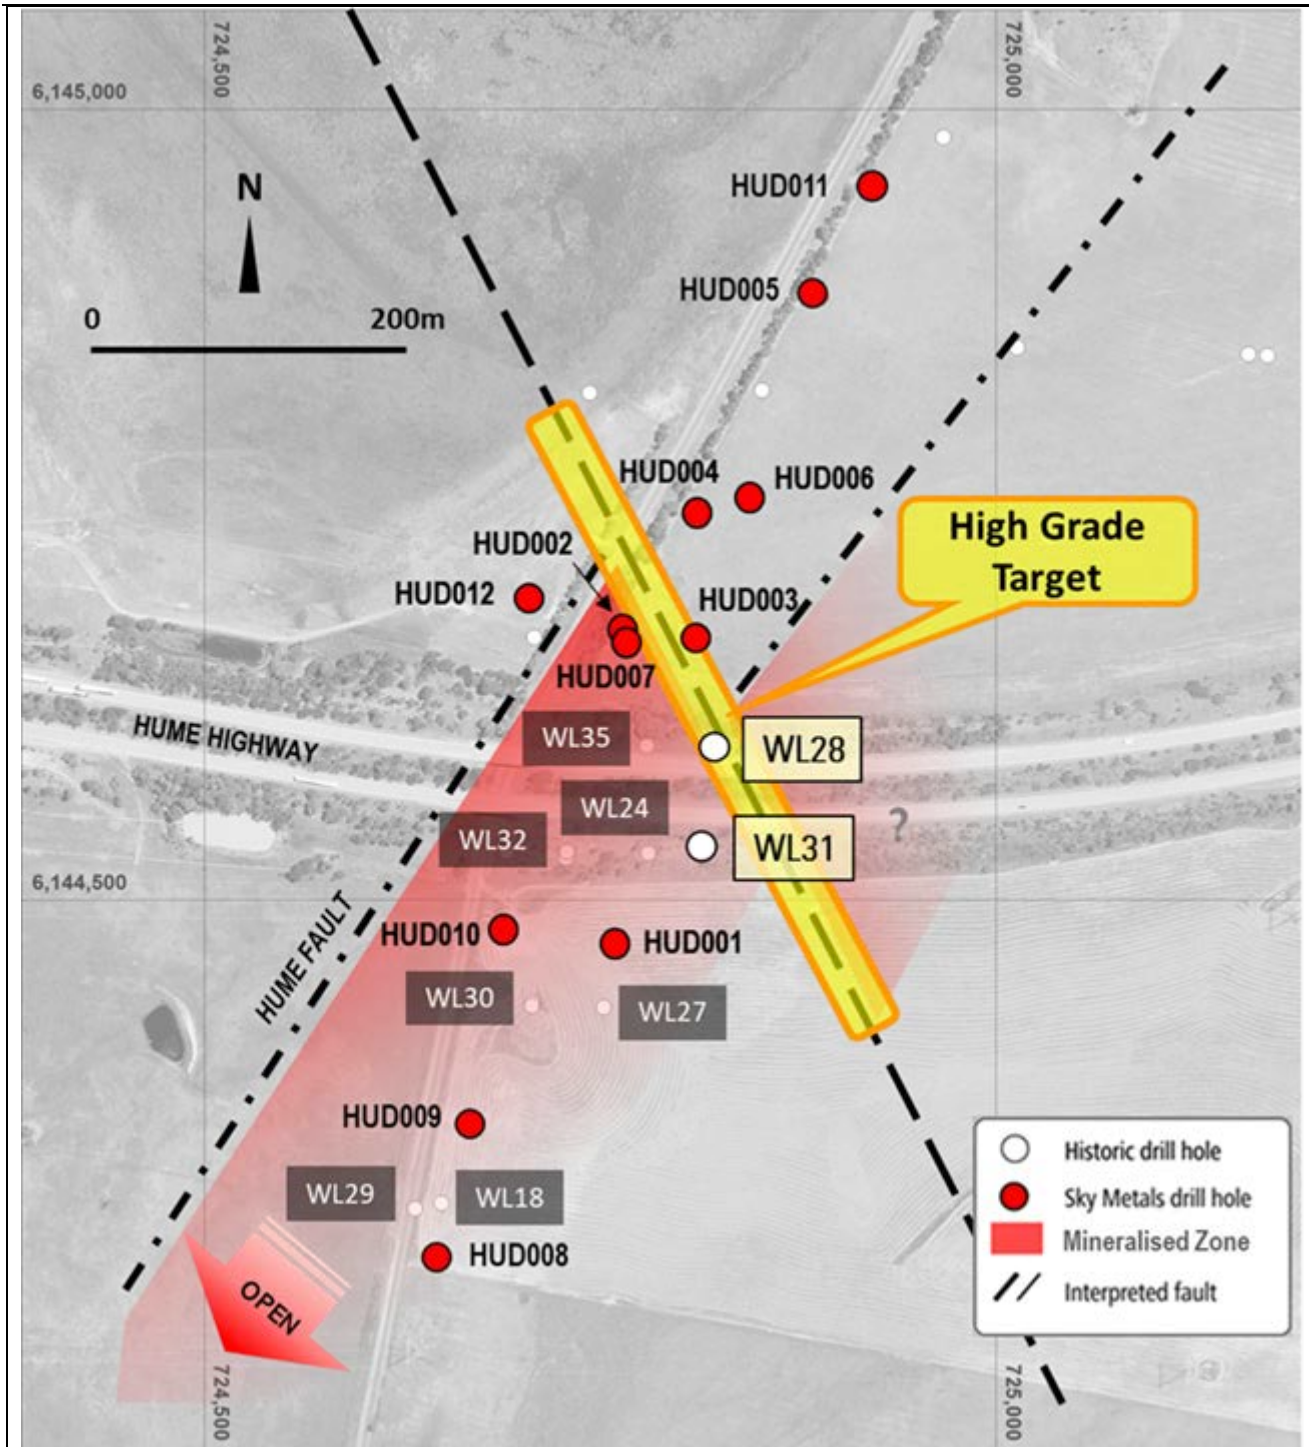 724,500
725,000
6,145,000
N
HUD011
HUD005
0 200m
HUD004
HUD006
High Grade
Target
HUD002
HUD012
HUD003
HUD007
HUME HIGHWAY
WL35
WL28
WL24
WL32
WL31
?
6,144,500
HUME FAULT
HUD010
HUD001
WL30
WL27
HUD009
WL29
WL18
HUD008
OPEN
Historic drill hole
Sky Metals drill hole
Mineralised Zone
Interpreted fault
724,500
725,000